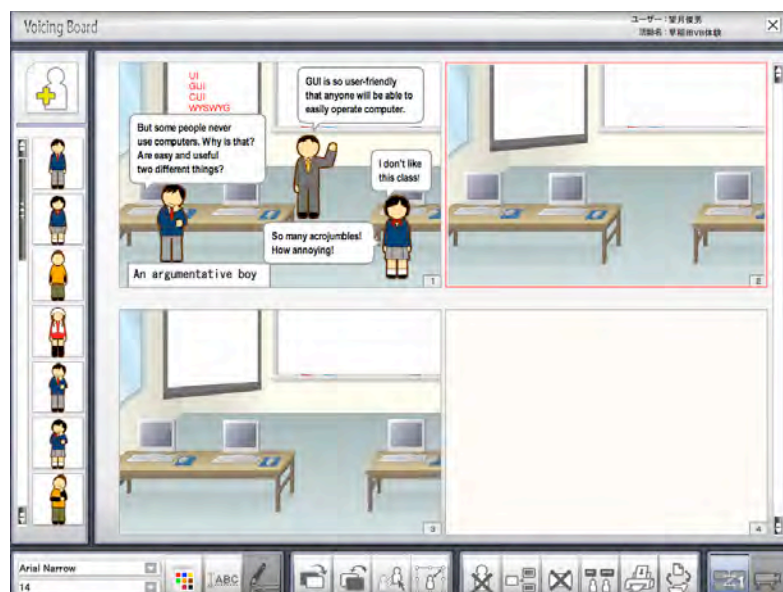 Voicing Board
ユーザー：望月俊男
活動名：早稲田VB体験
UI
GUI
CUI
WYSWYG
GUI is so user-friendly
that anyone will be able to
easily operate computer.
But some people never
use computers. Why is that?
Are easy and useful
two different things?
I don't like
this class!
So many acrojumbles!
How annoying!
An argumentative boy
1
2
3
4
Arial Narrow
14
ABC